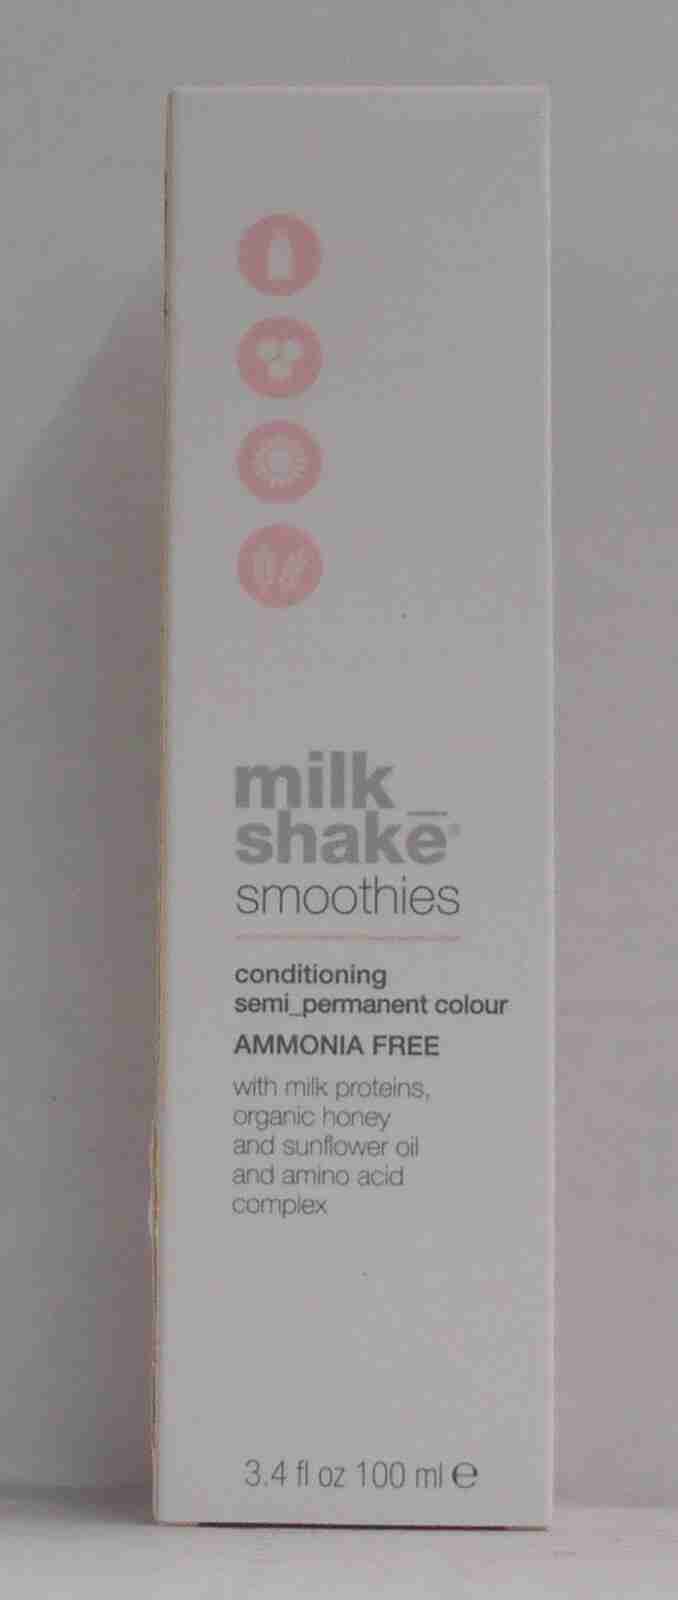 milk_
shake®
smoothies
conditioning
semi_permanent colour
AMMONIA FREE
with milk proteins,
organic honey
and sunflower oil
and amino acid
complex
3.4 fl oz 100 ml ℮